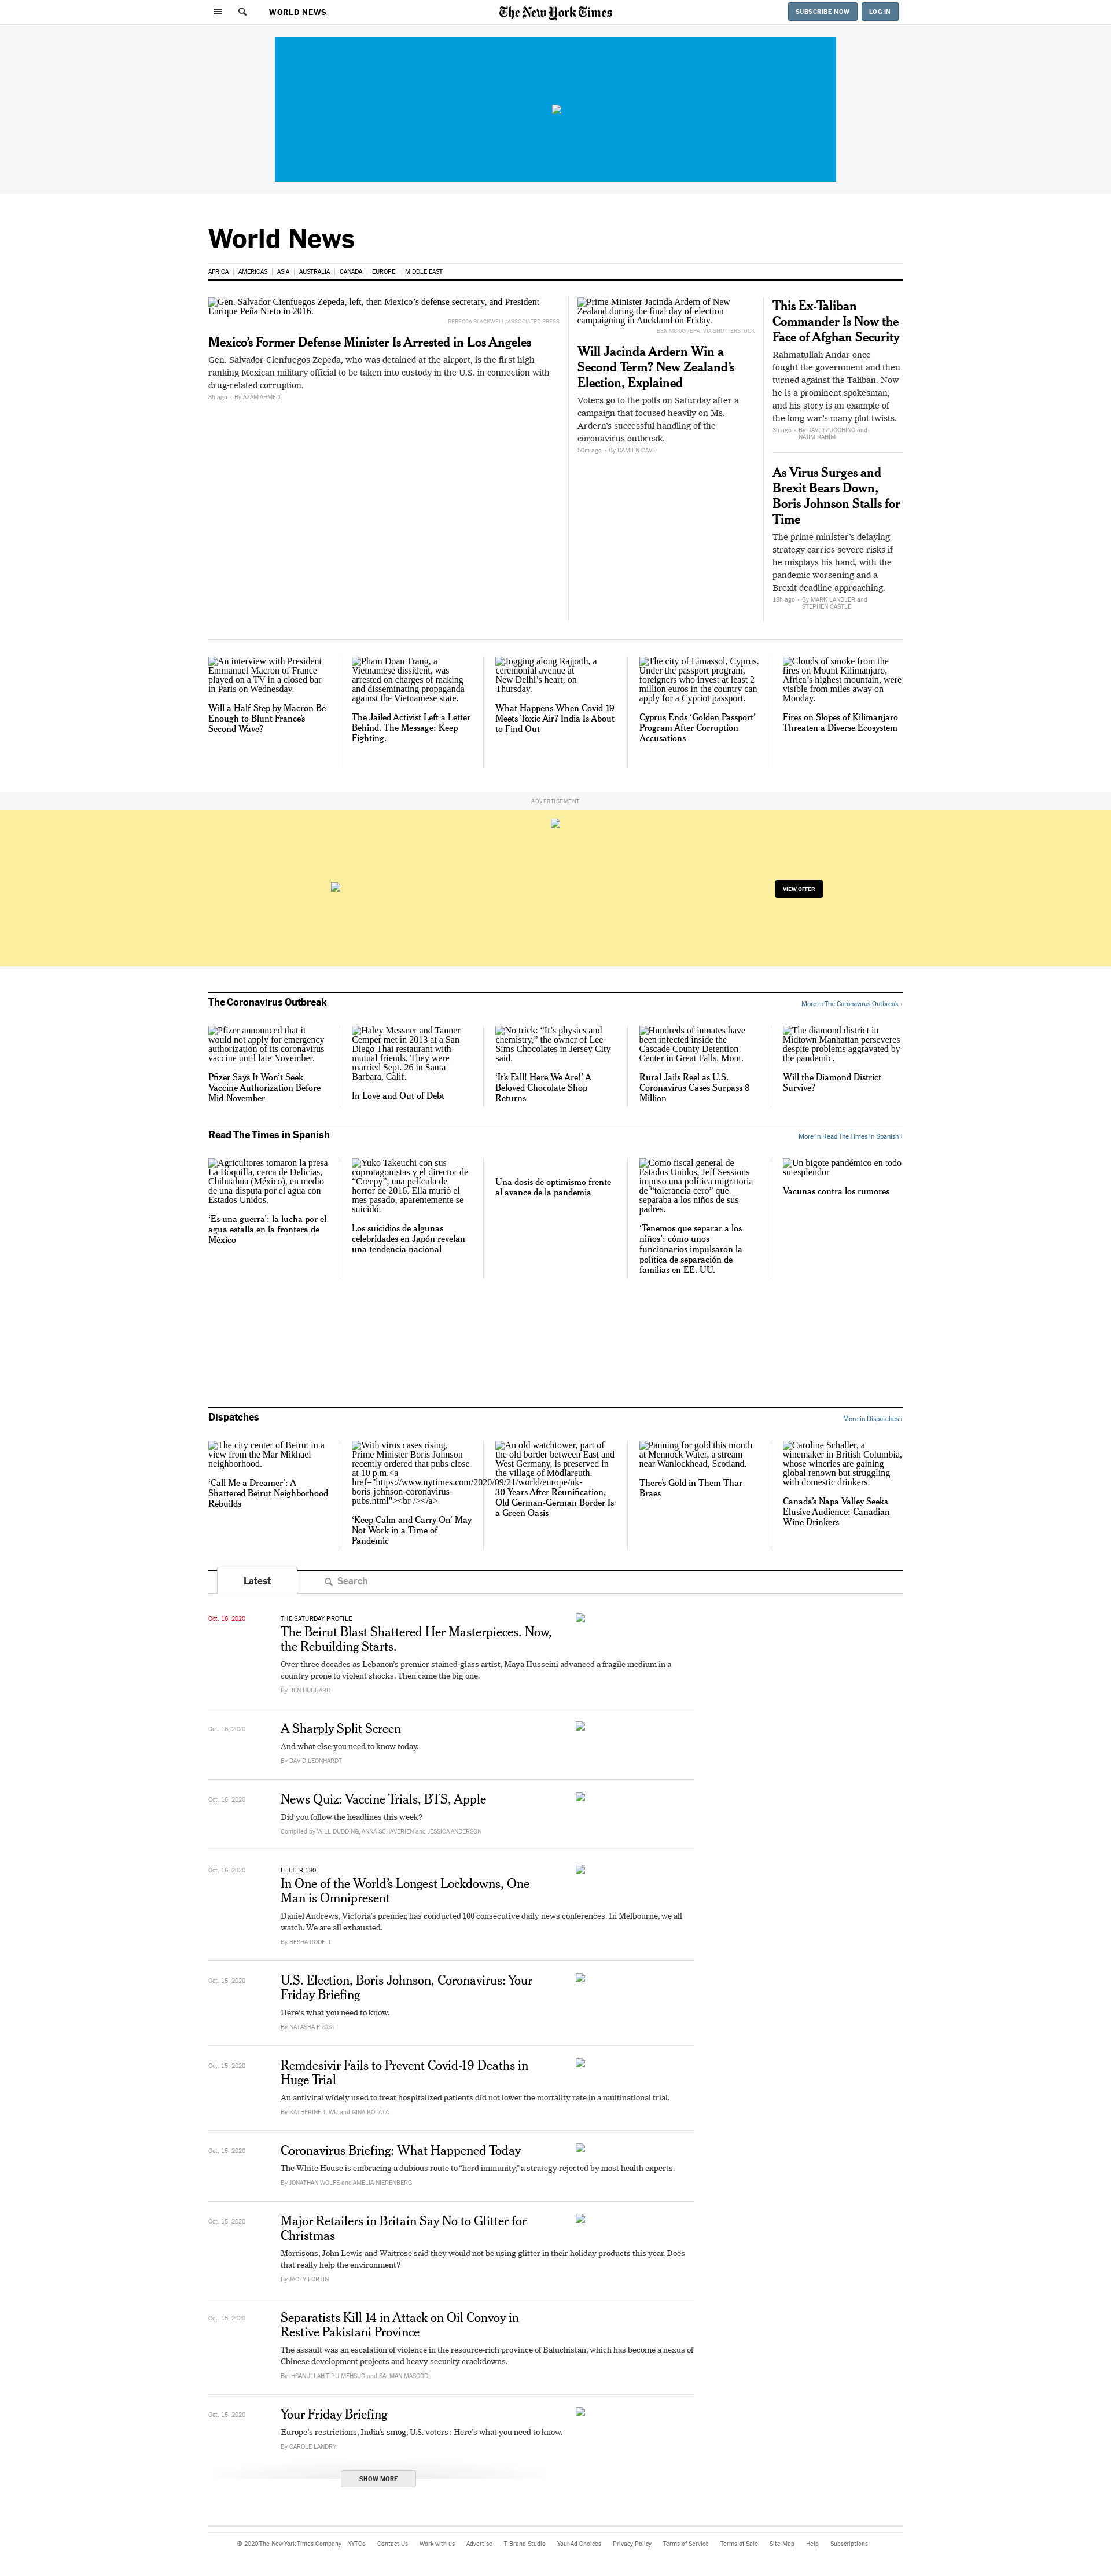 WORLD NEWS
The New York Times
SUBSCRIBE NOW
LOG IN
World News
AFRICA
AMERICAS
ASIA
AUSTRALIA
CANADA
EUROPE
MIDDLE EAST
Gen. Salvador Cienfuegos Zepeda, left, then Mexico’s defense secretary, and President
Enrique Peña Nieto in 2016.
REBECCA BLACKWELL/ASSOCIATED PRESS
Mexico’s Former Defense Minister Is Arrested in Los Angeles
Gen. Salvador Cienfuegos Zepeda, who was detained at the airport, is the first high-
ranking Mexican military official to be taken into custody in the U.S. in connection with
drug-related corruption.
3h ago – By AZAM AHMED
Prime Minister Jacinda Ardern of New
Zealand during the final day of election
campaigning in Auckland on Friday.
BEN MCKAY/EPA, VIA SHUTTERSTOCK
Will Jacinda Ardern Win a
Second Term? New Zealand’s
Election, Explained
Voters go to the polls on Saturday after a
campaign that focused heavily on Ms.
Ardern’s successful handling of the
coronavirus outbreak.
50m ago – By DAMIEN CAVE
This Ex-Taliban
Commander Is Now the
Face of Afghan Security
Rahmatullah Andar once
fought the government and then
turned against the Taliban. Now
he is a prominent spokesman,
and his story is an example of
the long war’s many plot twists.
3h ago – By DAVID ZUCCHINO and
NAJIM RAHIM
As Virus Surges and
Brexit Bears Down,
Boris Johnson Stalls for
Time
The prime minister’s delaying
strategy carries severe risks if
he misplays his hand, with the
pandemic worsening and a
Brexit deadline approaching.
18h ago – By MARK LANDLER and
STEPHEN CASTLE
An interview with President
Emmanuel Macron of France
played on a TV in a closed bar
in Paris on Wednesday.
Will a Half-Step by Macron Be
Enough to Blunt France’s
Second Wave?
Pham Doan Trang, a
Vietnamese dissident, was
arrested on charges of making
and disseminating propaganda
against the Vietnamese state.
The Jailed Activist Left a Letter
Behind. The Message: Keep
Fighting.
Jogging along Rajpath, a
ceremonial avenue at
New Delhi’s heart, on
Thursday.
What Happens When Covid-19
Meets Toxic Air? India Is About
to Find Out
The city of Limassol, Cyprus.
Under the passport program,
foreigners who invest at least 2
million euros in the country can
apply for a Cypriot passport.
Cyprus Ends ‘Golden Passport’
Program After Corruption
Accusations
Clouds of smoke from the
fires on Mount Kilimanjaro,
Africa’s highest mountain, were
visible from miles away on
Monday.
Fires on Slopes of Kilimanjaro
Threaten a Diverse Ecosystem
ADVERTISEMENT
VIEW OFFER
The Coronavirus Outbreak
More in The Coronavirus Outbreak ›
Pfizer announced that it
would not apply for emergency
authorization of its coronavirus
vaccine until late November.
Pfizer Says It Won’t Seek
Vaccine Authorization Before
Mid-November
Haley Messner and Tanner
Cemper met in 2013 at a San
Diego Thai restaurant with
mutual friends. They were
married Sept. 26 in Santa
Barbara, Calif.
In Love and Out of Debt
No trick: “It’s physics and
chemistry,” the owner of Lee
Sims Chocolates in Jersey City
said.
‘It’s Fall! Here We Are!’ A
Beloved Chocolate Shop
Returns
Hundreds of inmates have
been infected inside the
Cascade County Detention
Center in Great Falls, Mont.
Rural Jails Reel as U.S.
Coronavirus Cases Surpass 8
Million
The diamond district in
Midtown Manhattan perseveres
despite problems aggravated by
the pandemic.
Will the Diamond District
Survive?
Read The Times in Spanish
More in Read The Times in Spanish ›
Agricultores tomaron la presa
La Boquilla, cerca de Delicias,
Chihuahua (México), en medio
de una disputa por el agua con
Estados Unidos.
‘Es una guerra’: la lucha por el
agua estalla en la frontera de
México
Yuko Takeuchi con sus
coprotagonistas y el director de
“Creepy”, una película de
horror de 2016. Ella murió el
mes pasado, aparentemente se
suicidó.
Los suicidios de algunas
celebridades en Japón revelan
una tendencia nacional
Una dosis de optimismo frente
al avance de la pandemia
Como fiscal general de
Estados Unidos, Jeff Sessions
impuso una política migratoria
de “tolerancia cero” que
separaba a los niños de sus
padres.
‘Tenemos que separar a los
niños’: cómo unos
funcionarios impulsaron la
política de separación de
familias en EE. UU.
Un bigote pandémico en todo
su esplendor
Vacunas contra los rumores
Dispatches
More in Dispatches ›
The city center of Beirut in a
view from the Mar Mikhael
neighborhood.
‘Call Me a Dreamer’: A
Shattered Beirut Neighborhood
Rebuilds
With virus cases rising,
Prime Minister Boris Johnson
recently ordered that pubs close
at 10 p.m.<a
href="https://www.nytimes.com/2020/09/21/world/europe/uk-
boris-johnson-coronavirus-
pubs.html"><br /></a>
‘Keep Calm and Carry On’ May
Not Work in a Time of
Pandemic
An old watchtower, part of
the old border between East and
West Germany, is preserved in
the village of Mödlareuth.
30 Years After Reunification,
Old German-German Border Is
a Green Oasis
Panning for gold this month
at Mennock Water, a stream
near Wanlockhead, Scotland.
There’s Gold in Them Thar
Braes
Caroline Schaller, a
winemaker in British Columbia,
whose wineries are gaining
global renown but struggling
with domestic drinkers.
Canada’s Napa Valley Seeks
Elusive Audience: Canadian
Wine Drinkers
Latest
Search
Oct. 16, 2020
THE SATURDAY PROFILE
The Beirut Blast Shattered Her Masterpieces. Now,
the Rebuilding Starts.
Over three decades as Lebanon’s premier stained-glass artist, Maya Husseini advanced a fragile medium in a
country prone to violent shocks. Then came the big one.
By BEN HUBBARD
Oct. 16, 2020
A Sharply Split Screen
And what else you need to know today.
By DAVID LEONHARDT
Oct. 16, 2020
News Quiz: Vaccine Trials, BTS, Apple
Did you follow the headlines this week?
Compiled by WILL DUDDING, ANNA SCHAVERIEN and JESSICA ANDERSON
Oct. 16, 2020
LETTER 180
In One of the World’s Longest Lockdowns, One
Man is Omnipresent
Daniel Andrews, Victoria’s premier, has conducted 100 consecutive daily news conferences. In Melbourne, we all
watch. We are all exhausted.
By BESHA RODELL
Oct. 15, 2020
U.S. Election, Boris Johnson, Coronavirus: Your
Friday Briefing
Here’s what you need to know.
By NATASHA FROST
Oct. 15, 2020
Remdesivir Fails to Prevent Covid-19 Deaths in
Huge Trial
An antiviral widely used to treat hospitalized patients did not lower the mortality rate in a multinational trial.
By KATHERINE J. WU and GINA KOLATA
Oct. 15, 2020
Coronavirus Briefing: What Happened Today
The White House is embracing a dubious route to “herd immunity,” a strategy rejected by most health experts.
By JONATHAN WOLFE and AMELIA NIERENBERG
Oct. 15, 2020
Major Retailers in Britain Say No to Glitter for
Christmas
Morrisons, John Lewis and Waitrose said they would not be using glitter in their holiday products this year. Does
that really help the environment?
By JACEY FORTIN
Oct. 15, 2020
Separatists Kill 14 in Attack on Oil Convoy in
Restive Pakistani Province
The assault was an escalation of violence in the resource-rich province of Baluchistan, which has become a nexus of
Chinese development projects and heavy security crackdowns.
By IHSANULLAH TIPU MEHSUD and SALMAN MASOOD
Oct. 15, 2020
Your Friday Briefing
Europe’s restrictions, India’s smog, U.S. voters: Here’s what you need to know.
By CAROLE LANDRY
SHOW MORE
© 2020 The New York Times Company
NYTCo
Contact Us
Work with us
Advertise
T Brand Studio
Your Ad Choices
Privacy Policy
Terms of Service
Terms of Sale
Site Map
Help
Subscriptions